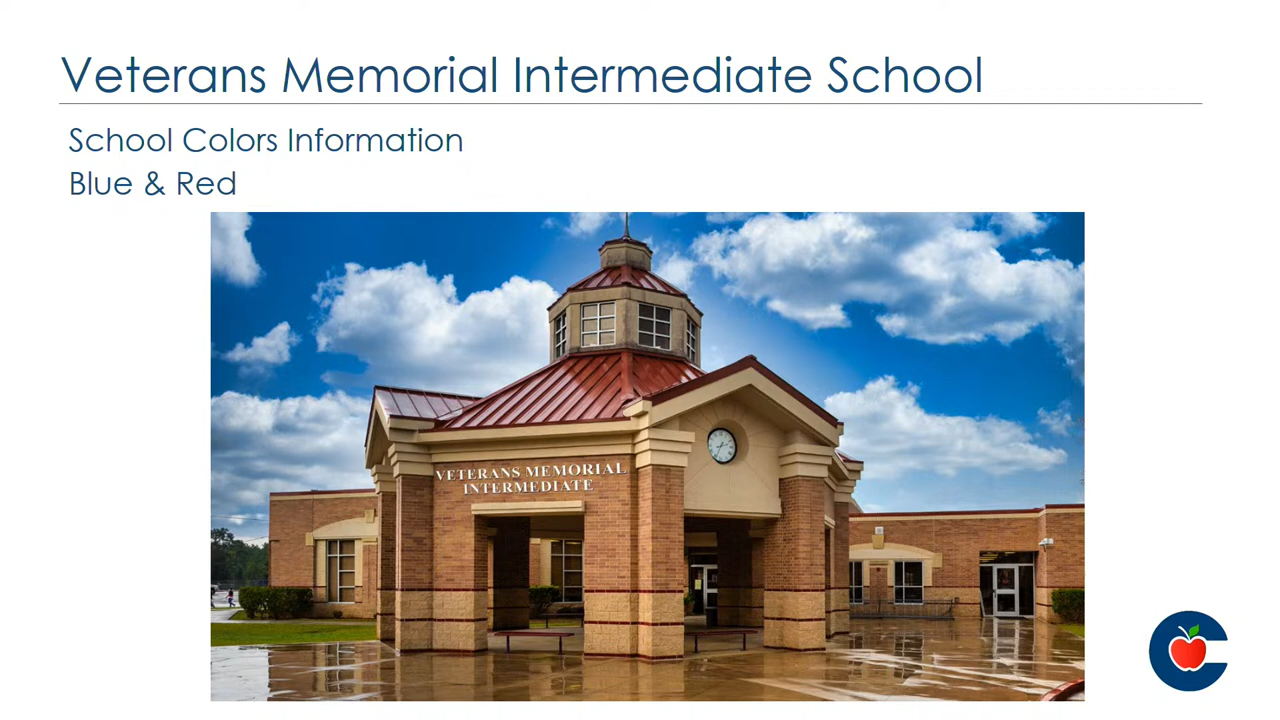 Veterans Memorial Intermediate School
School Colors Information
Blue & Red
VETERANS MEMORIAL
INTERMEDIATE
C